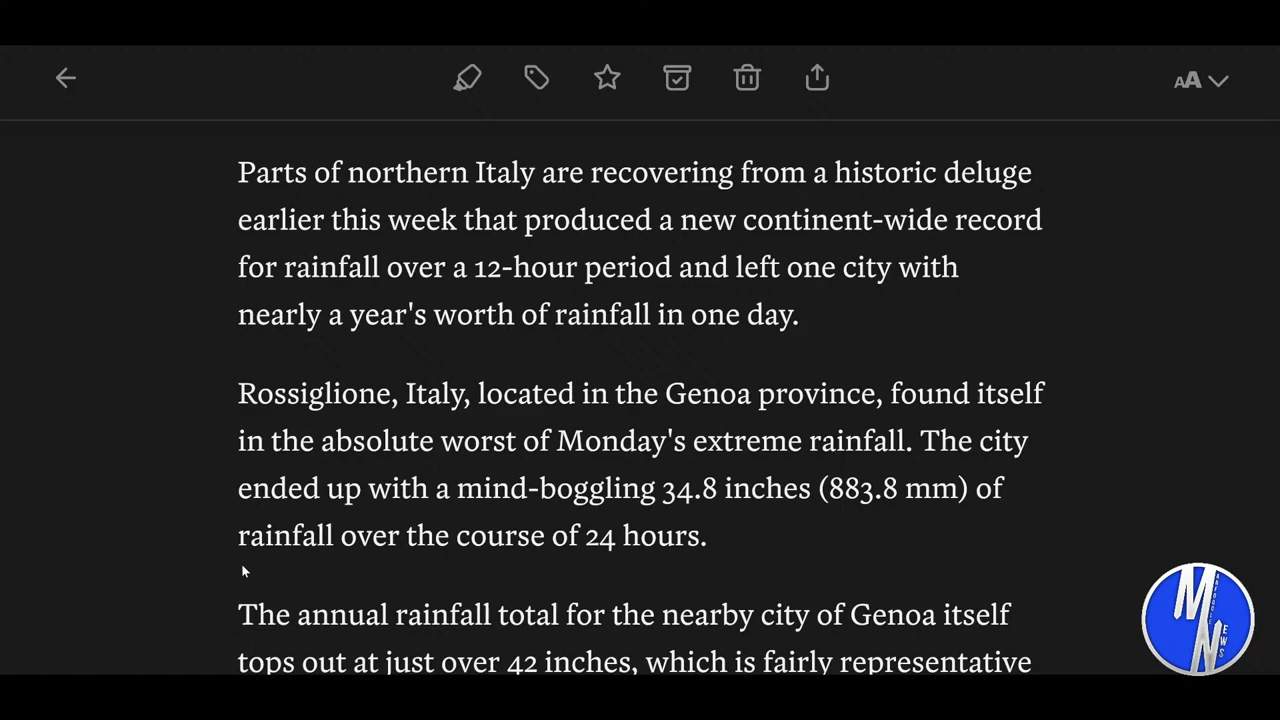 AA
Parts of northern Italy are recovering from a historic deluge
earlier this week that produced a new continent-wide record
for rainfall over a 12-hour period and left one city with
nearly a year's worth of rainfall in one day.
Rossiglione, Italy, located in the Genoa province, found itself
in the absolute worst of Monday's extreme rainfall. The city
ended up with a mind-boggling 34.8 inches (883.8 mm) of
rainfall over the course of 24 hours.
The annual rainfall total for the nearby city of Genoa itself
tops out at just over 42 inches, which is fairly representative
MN
EWS